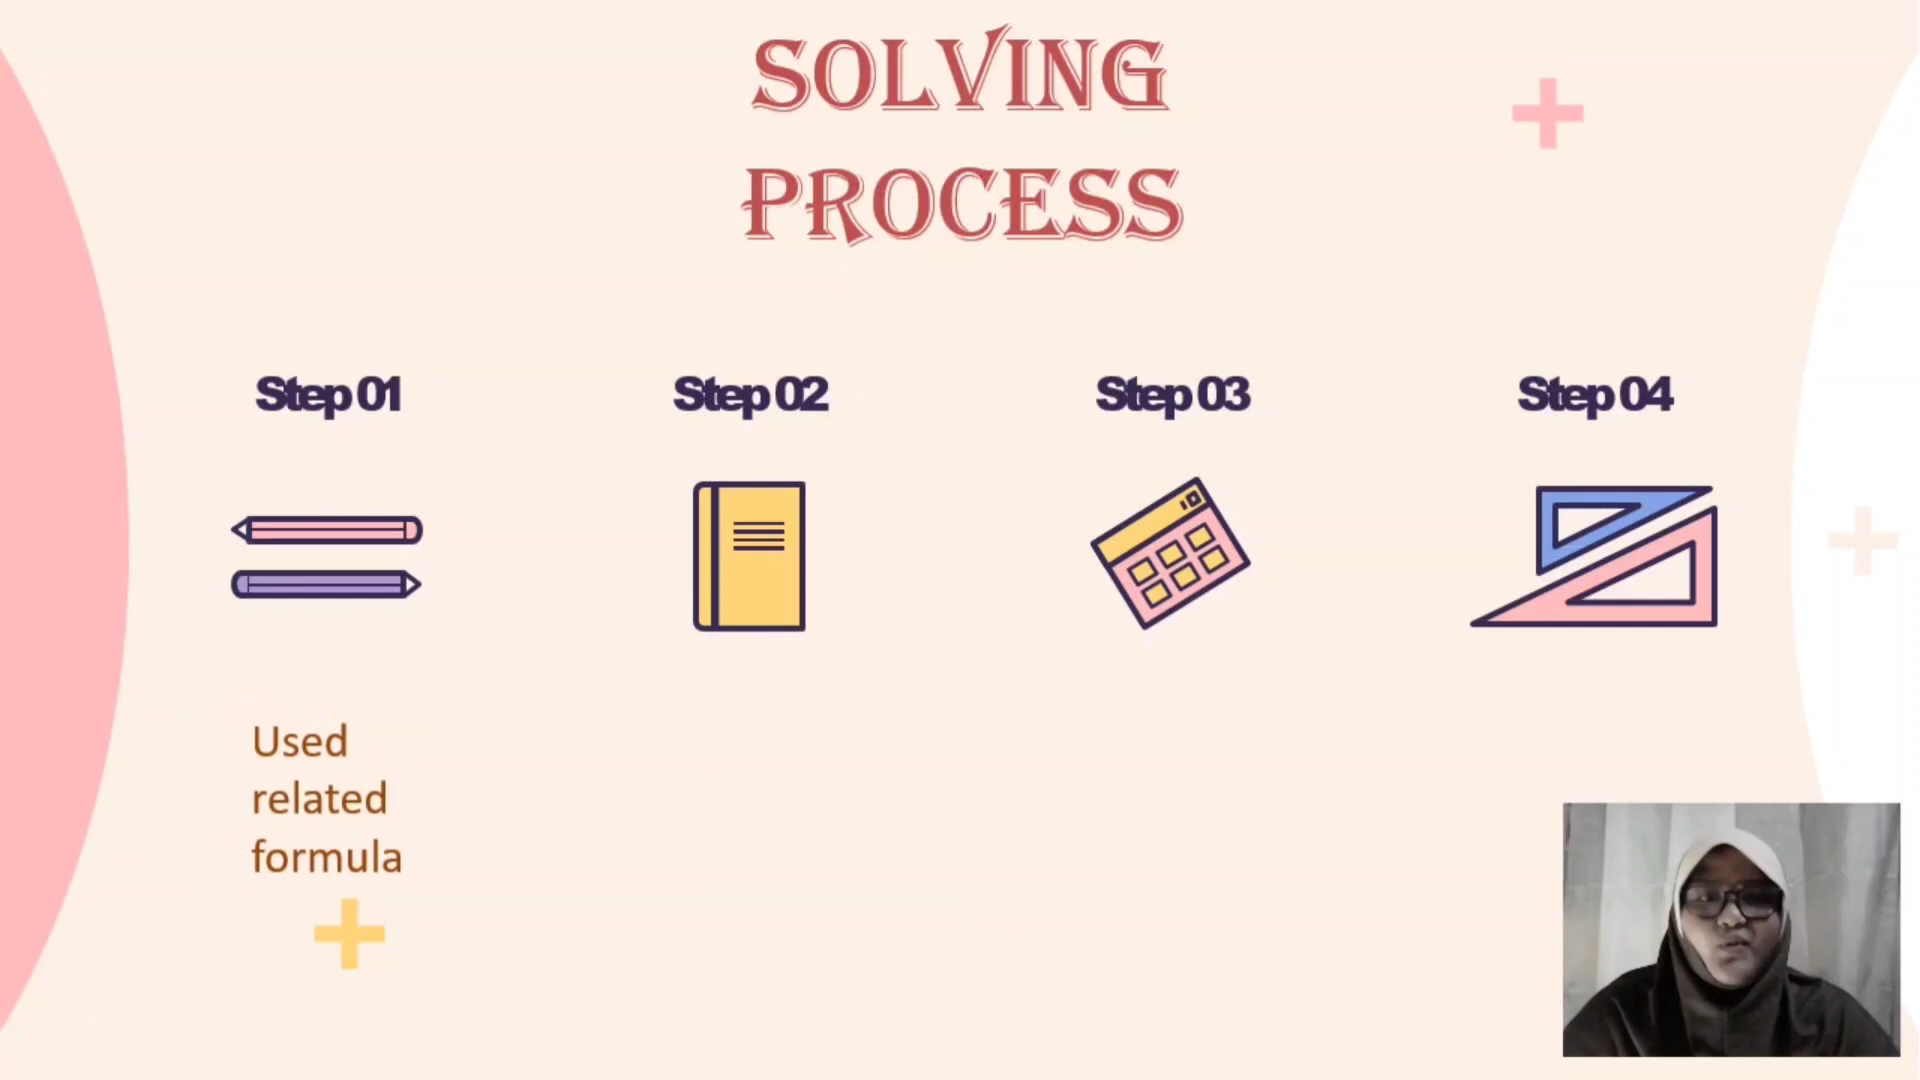 SOLVING
PROCESS
Step 01
Step 02
Step 03
Step 04
Used
related
formula